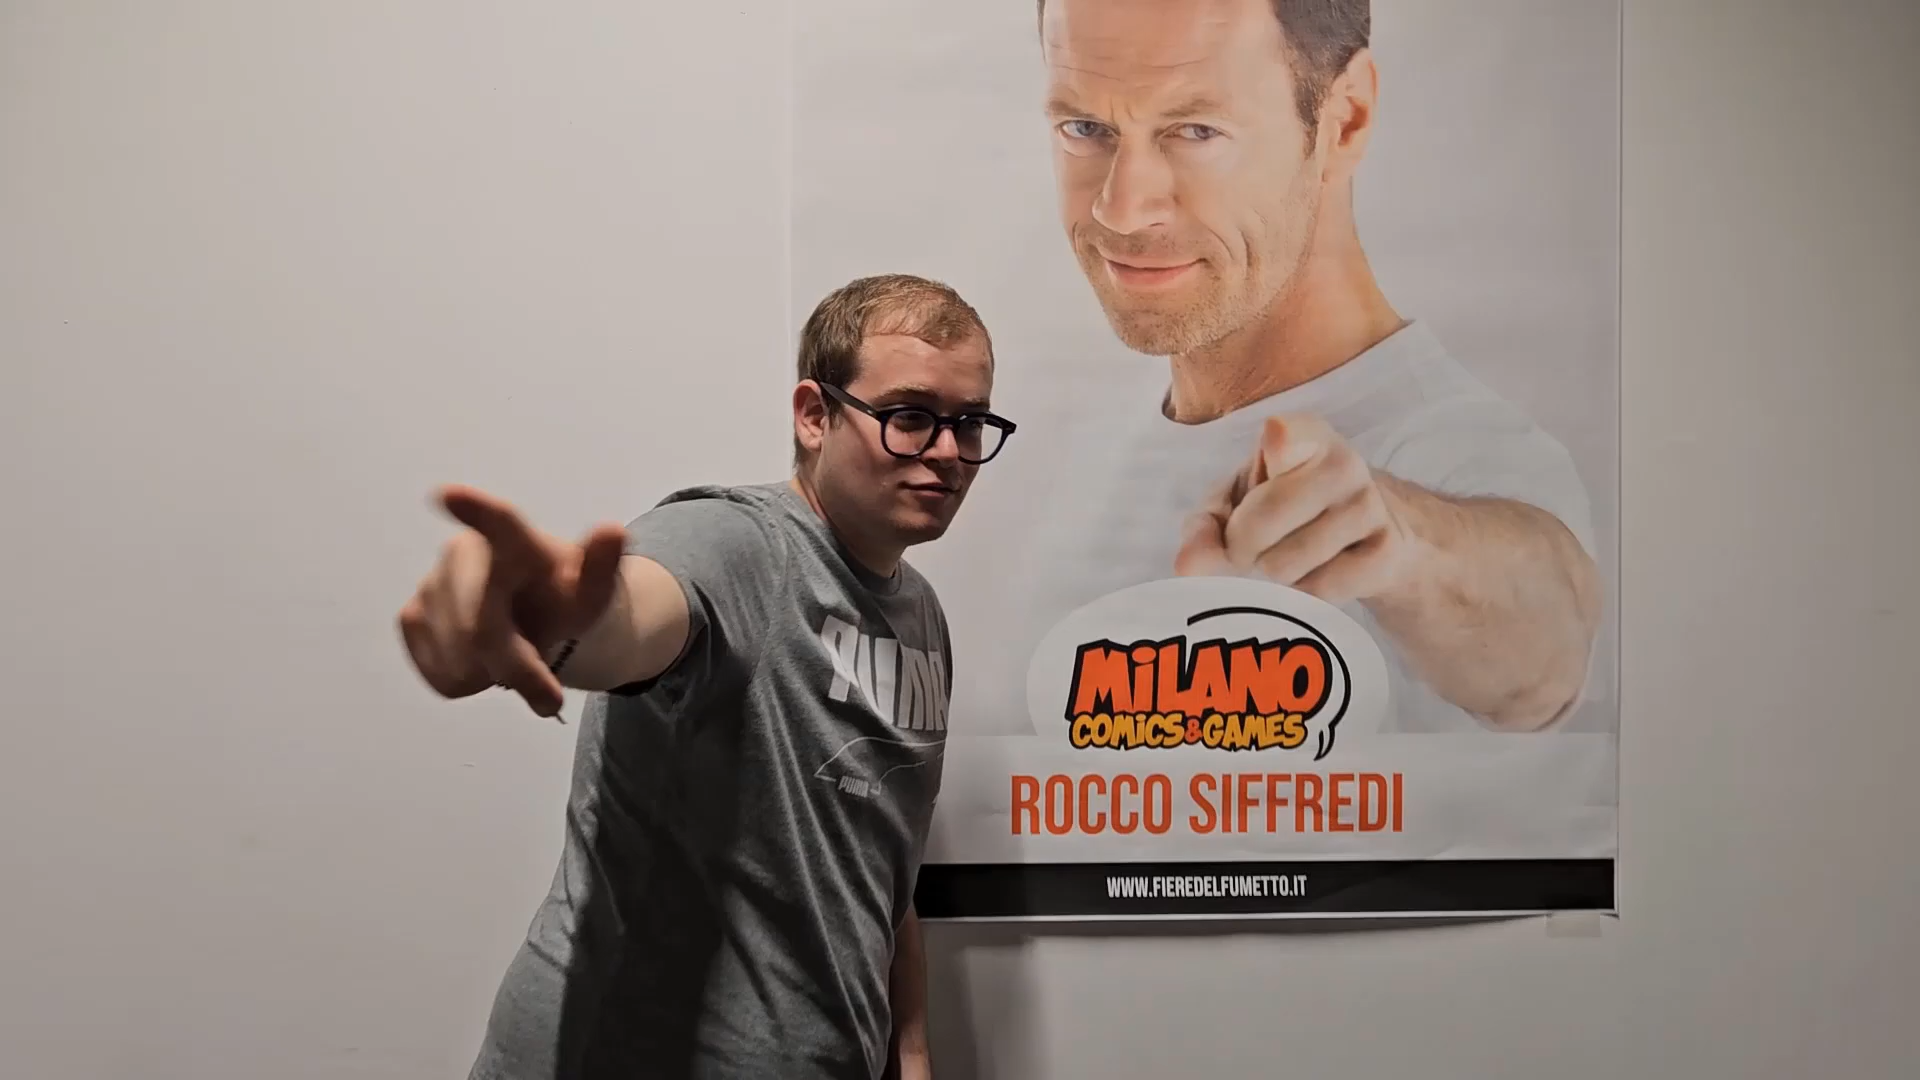 PUMA
PUMA
MILANO
COMICS&GAMES
ROCCO SIFFREDI
WWW.FIEREDELFUMETTO.IT